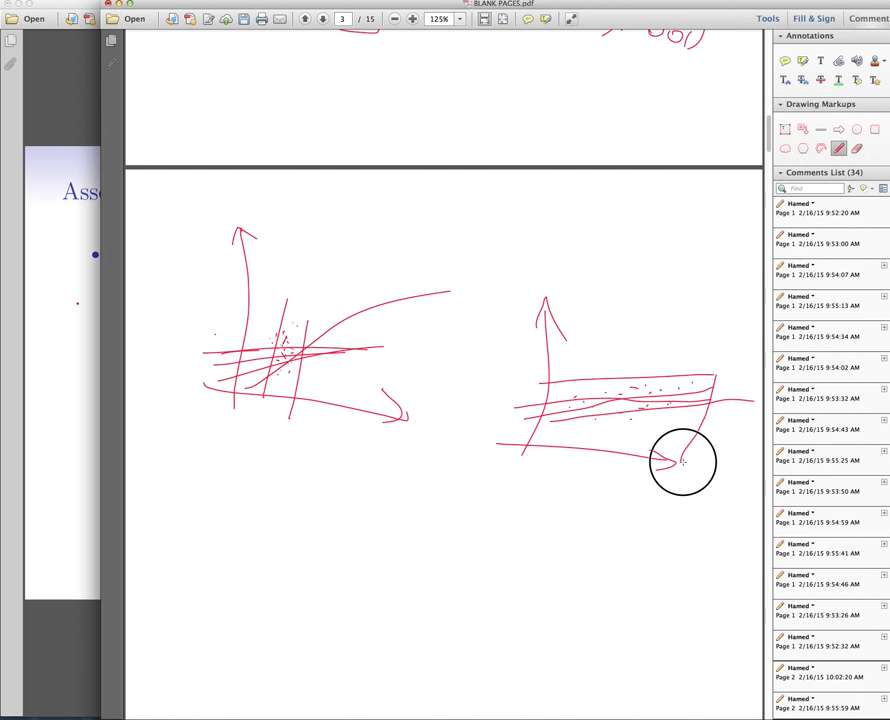 BLANK PAGES.pdf
Open
Open
3 / 15
125%
Tools
Fill & Sign
Comment
Annotations
T
T
T
T
T
Drawing Markups
Comments List (34)
Find
Hamed
Page 1 2/16/15 9:52:20 AM
Hamed
Page 1 2/16/15 9:53:00 AM
Hamed
Page 1 2/16/15 9:54:07 AM
Hamed
Page 1 2/16/15 9:55:13 AM
Hamed
Page 1 2/16/15 9:54:34 AM
Hamed
Page 1 2/16/15 9:54:02 AM
Hamed
Page 1 2/16/15 9:53:32 AM
Hamed
Page 1 2/16/15 9:54:43 AM
Hamed
Page 1 2/16/15 9:55:25 AM
Hamed
Page 1 2/16/15 9:53:50 AM
Hamed
Page 1 2/16/15 9:54:59 AM
Hamed
Page 1 2/16/15 9:55:41 AM
Hamed
Page 1 2/16/15 9:54:46 AM
Hamed
Page 1 2/16/15 9:53:26 AM
Hamed
Page 1 2/16/15 9:52:32 AM
Hamed
Page 2 2/16/15 10:02:20 AM
Hamed
Page 2 2/16/15 9:55:59 AM